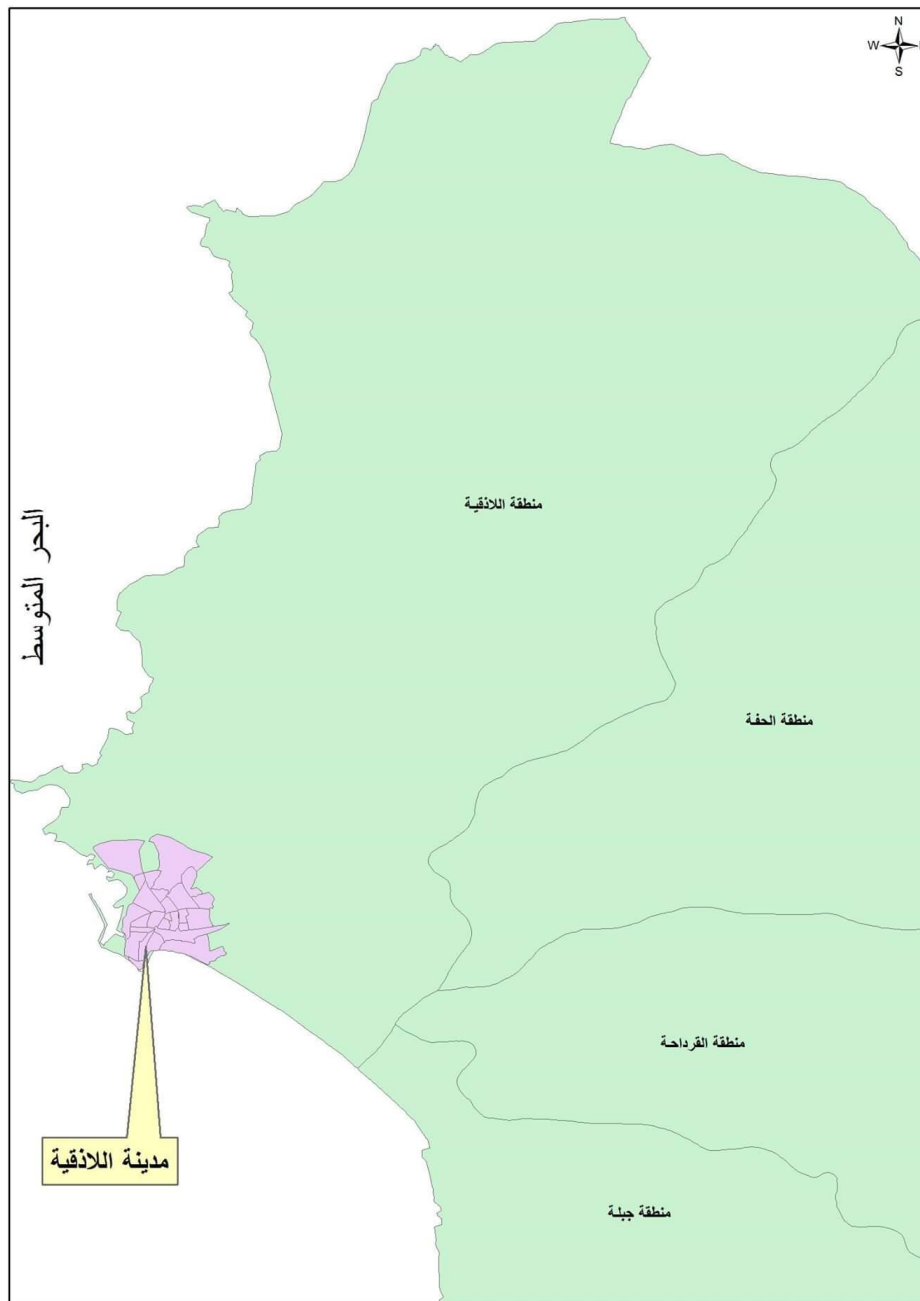 N
W
S
منطقة اللاذقية
البحر المتوسط
منطقة الحفة
منطقة القرداحة
مدينة اللاذقية
منطقة جبلة